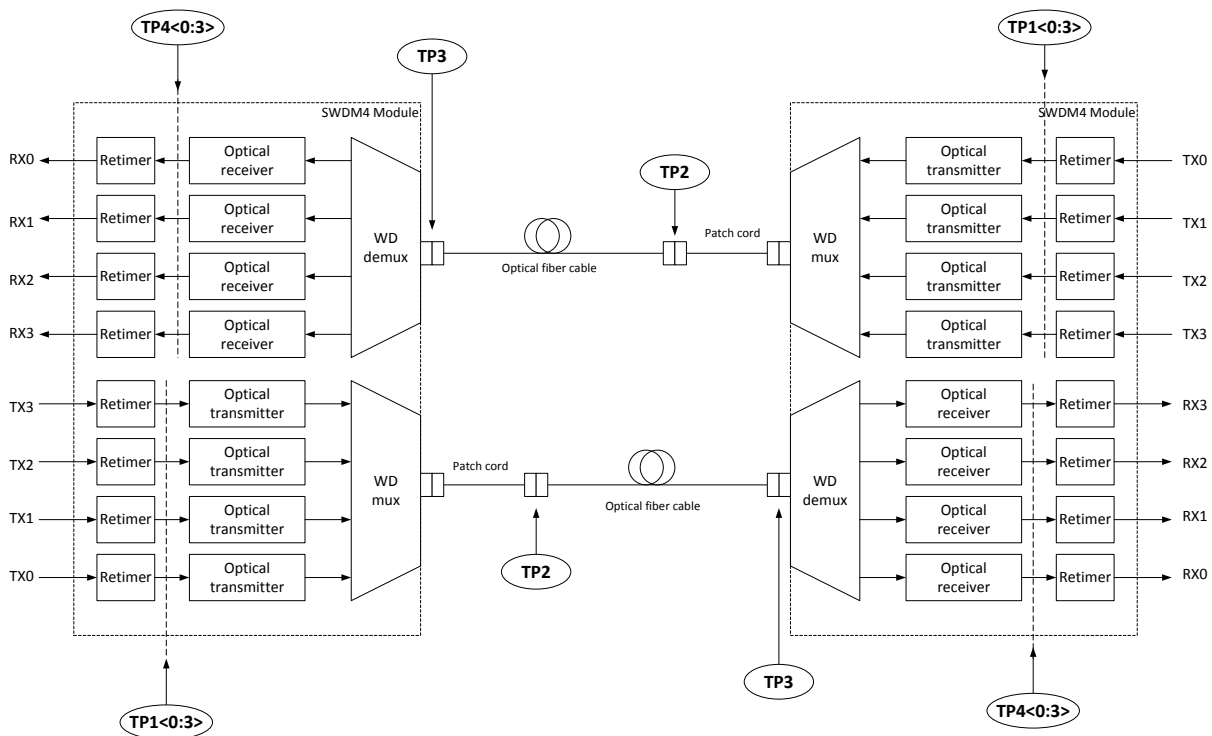 TP4<0:3>
TP1<0:3>
TP3
SWDM4 Module
SWDM4 Module
RX0
Retimer
Optical receiver
Optical transmitter
Retimer
TX0
TP2
RX1
Retimer
Optical receiver
WD demux
Patch cord
WD mux
Optical transmitter
Retimer
TX1
RX2
Retimer
Optical receiver
Optical fiber cable
Optical transmitter
Retimer
TX2
RX3
Retimer
Optical receiver
Optical transmitter
Retimer
TX3
TX3
Retimer
Optical transmitter
Optical receiver
Retimer
RX3
TX2
Retimer
Optical transmitter
WD mux
Patch cord
Optical fiber cable
WD demux
Optical receiver
Retimer
RX2
TX1
Retimer
Optical transmitter
Optical receiver
Retimer
RX1
TP2
TX0
Retimer
Optical transmitter
Optical receiver
Retimer
RX0
TP3
TP1<0:3>
TP4<0:3>